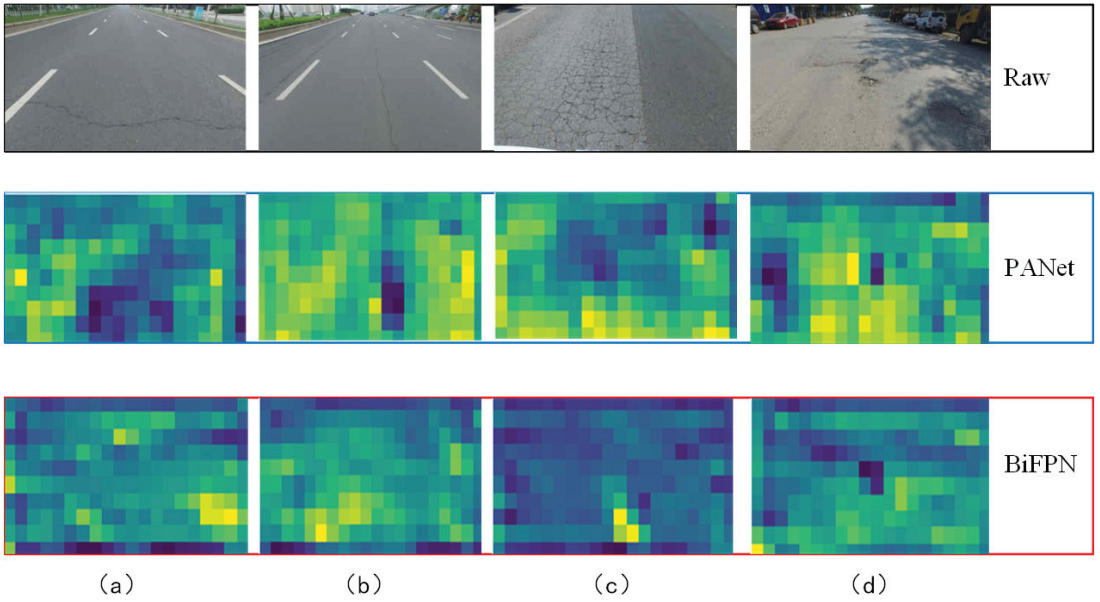 Raw
PANet
BiFPN
（a） （b） （c） （d）